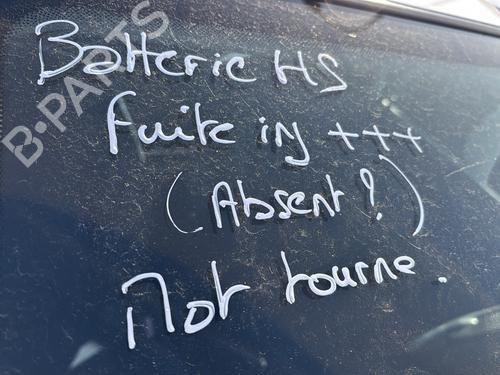 Batterie HS
fuite inj +++
(Absent?)
Mot tourne.
B-PARTS